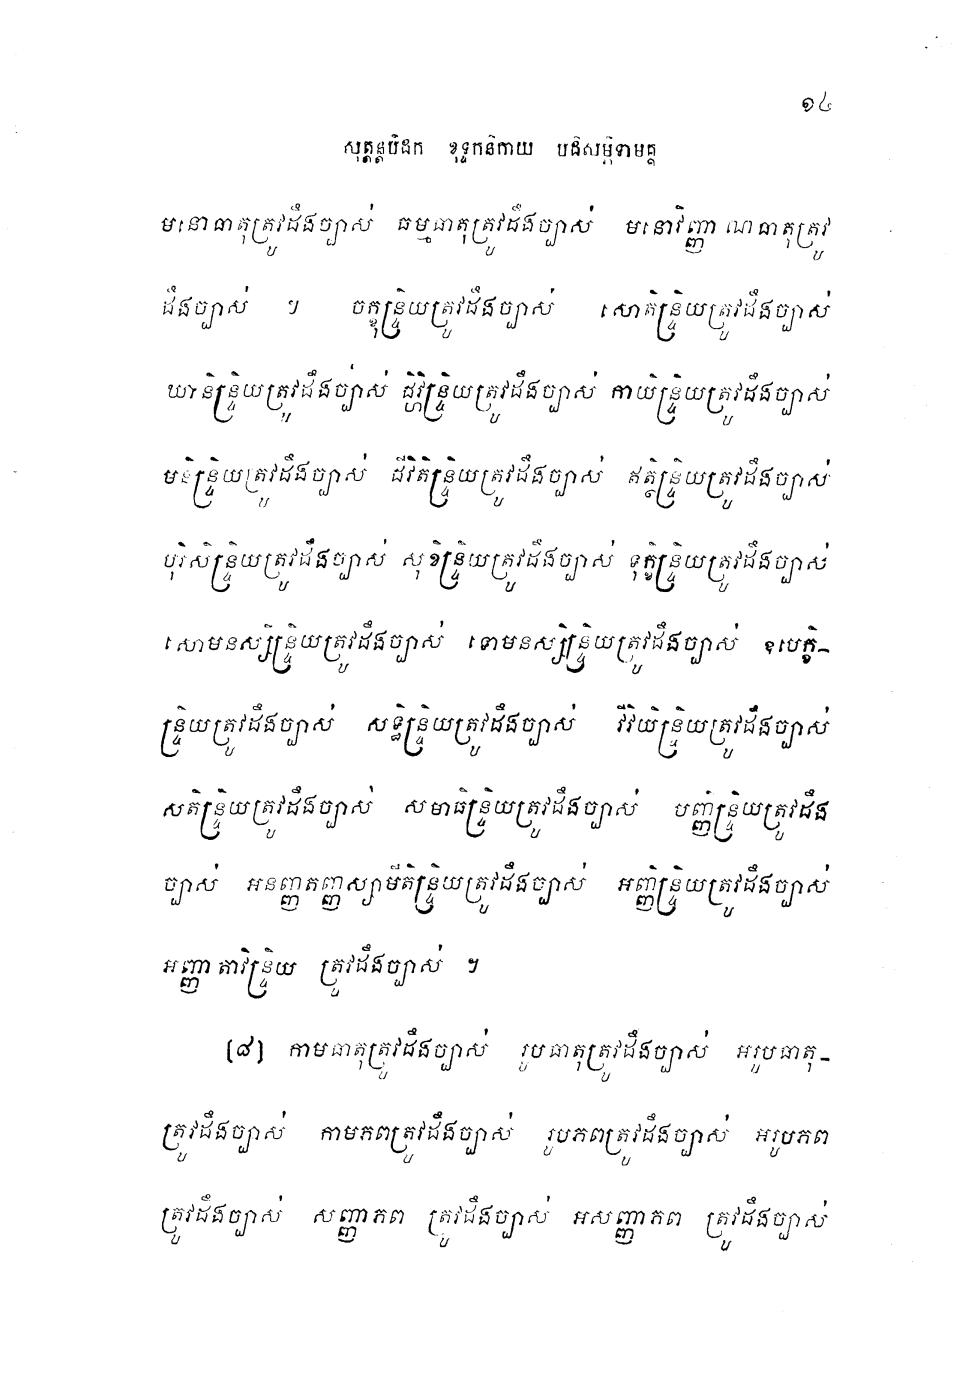 ១៤
សុត្តន្តបិដក ខុទ្ទកនិកាយ បដិសម្ភិទាមគ្គ
មនោធាតុត្រូវដឹងច្បាស់ ធម្មធាតុត្រូវដឹងច្បាស់ មនោវិញ្ញាណធាតុត្រូវ
ដឹងច្បាស់ ។ ចក្ខុន្ទ្រិយត្រូវដឹងច្បាស់ សោតិន្ទ្រិយត្រូវដឹងច្បាស់
ឃានិន្ទ្រិយត្រូវដឹងច្បាស់ ជិវ្ហិន្ទ្រិយត្រូវដឹងច្បាស់ កាយិន្ទ្រិយត្រូវដឹងច្បាស់
មនិន្ទ្រិយត្រូវដឹងច្បាស់ ជីវិតិន្ទ្រិយត្រូវដឹងច្បាស់ ឥត្ថិន្ទ្រិយត្រូវដឹងច្បាស់
បុរិសិន្ទ្រិយត្រូវដឹងច្បាស់ សុខិន្ទ្រិយត្រូវដឹងច្បាស់ ទុក្ខិន្ទ្រិយត្រូវដឹងច្បាស់
សោមនស្សិន្ទ្រិយត្រូវដឹងច្បាស់ ទោមនស្សិន្ទ្រិយត្រូវដឹងច្បាស់ ឧបេក្ខិ-
ន្ទ្រិយត្រូវដឹងច្បាស់ សទ្ធិន្ទ្រិយត្រូវដឹងច្បាស់ វីរិយិន្ទ្រិយត្រូវដឹងច្បាស់
សតិន្ទ្រិយត្រូវដឹងច្បាស់ សមាធិន្ទ្រិយត្រូវដឹងច្បាស់ បញ្ញិន្ទ្រិយត្រូវដឹង
ច្បាស់ អនញ្ញតញ្ញស្សាមីតិន្ទ្រិយត្រូវដឹងច្បាស់ អញ្ញិន្ទ្រិយត្រូវដឹងច្បាស់
អញ្ញាតាវិន្ទ្រិយ ត្រូវដឹងច្បាស់ ។
[៨] កាមធាតុត្រូវដឹងច្បាស់ រូបធាតុត្រូវដឹងច្បាស់ អរូបធាតុ-
ត្រូវដឹងច្បាស់ កាមភពត្រូវដឹងច្បាស់ រូបភពត្រូវដឹងច្បាស់ អរូបភព
ត្រូវដឹងច្បាស់ សញ្ញាភព ត្រូវដឹងច្បាស់ អសញ្ញាភព ត្រូវដឹងច្បាស់